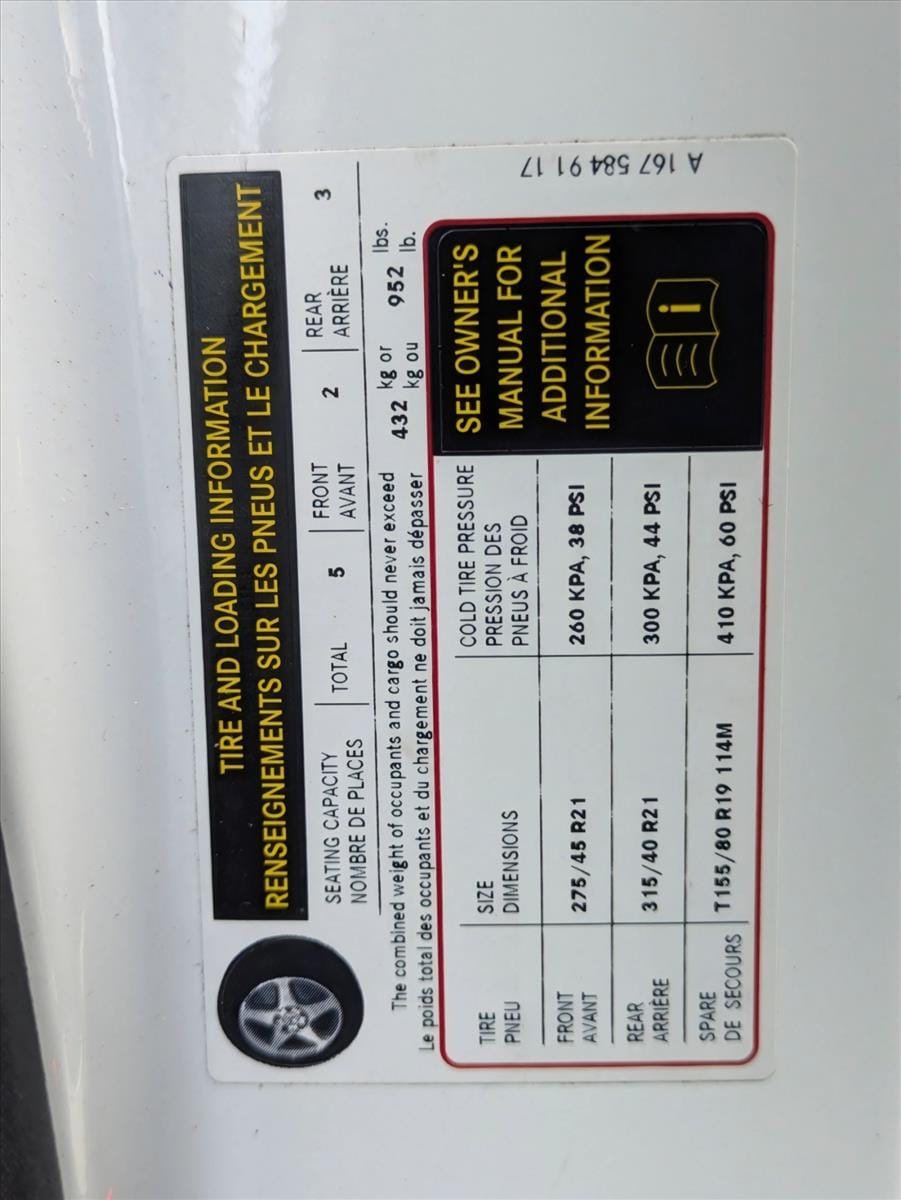 TIRE AND LOADING INFORMATION
RENSEIGNEMENTS SUR LES PNEUS ET LE CHARGEMENT
SEATING CAPACITY
NOMBRE DE PLACES
TOTAL 5
FRONT
AVANT
2
REAR
ARRIÈRE
3
The combined weight of occupants and cargo should never exceed 432 kg or 952 lbs.
Le poids total des occupants et du chargement ne doit jamais dépasser kg ou lb.
TIRE
PNEU
SIZE
DIMENSIONS
COLD TIRE PRESSURE
PRESSION DES
PNEUS À FROID
FRONT
AVANT
275/45 R21
260 KPA, 38 PSI
REAR
ARRIÈRE
315/40 R21
300 KPA, 44 PSI
SPARE
DE SECOURS
T155/80 R19 114M
410 KPA, 60 PSI
SEE OWNER'S
MANUAL FOR
ADDITIONAL
INFORMATION
i
A 167 584 91 17